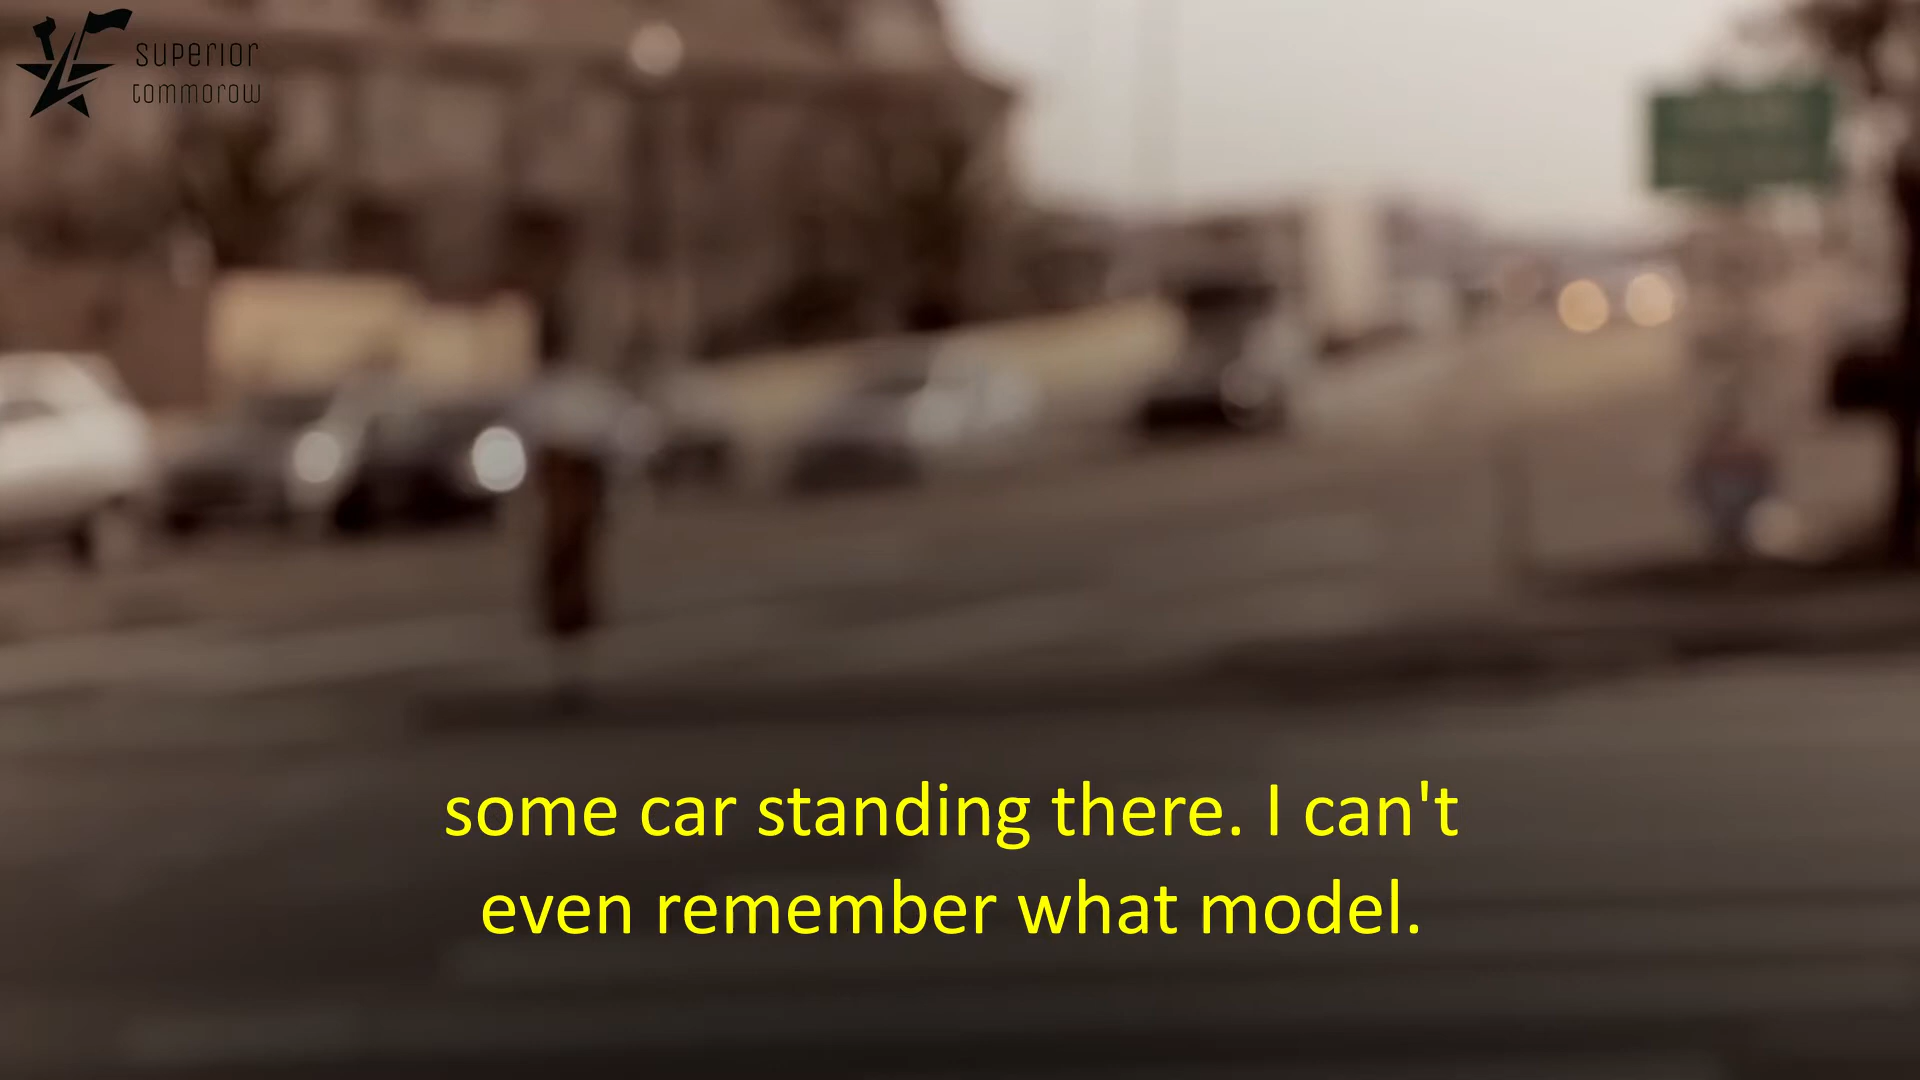 superior
tommorow
some car standing there. I can't
even remember what model.